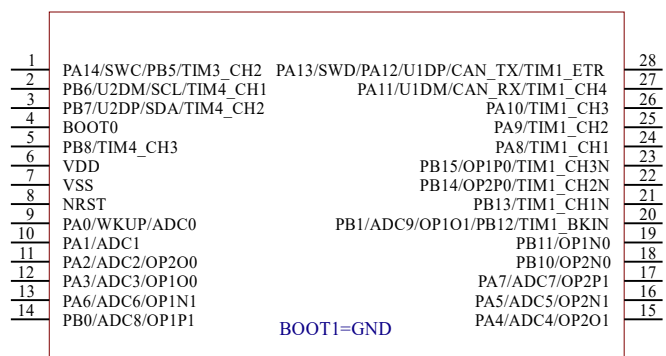 1 PA14/SWC/PB5/TIM3_CH2 PA13/SWD/PA12/U1DP/CAN_TX/TIM1_ETR 28
2 PB6/U2DM/SCL/TIM4_CH1 PA11/U1DM/CAN_RX/TIM1_CH4 27
3 PB7/U2DP/SDA/TIM4_CH2 PA10/TIM1_CH3 26
4 BOOT0 PA9/TIM1_CH2 25
5 PB8/TIM4_CH3 PA8/TIM1_CH1 24
6 VDD PB15/OP1P0/TIM1_CH3N 23
7 VSS PB14/OP2P0/TIM1_CH2N 22
8 NRST PB13/TIM1_CH1N 21
9 PA0/WKUP/ADC0 PB1/ADC9/OP1O1/PB12/TIM1_BKIN 20
10 PA1/ADC1 PB11/OP1N0 19
11 PA2/ADC2/OP2O0 PB10/OP2N0 18
12 PA3/ADC3/OP1O0 PA7/ADC7/OP2P1 17
13 PA6/ADC6/OP1N1 PA5/ADC5/OP2N1 16
14 PB0/ADC8/OP1P1 PA4/ADC4/OP2O1 15
BOOT1=GND